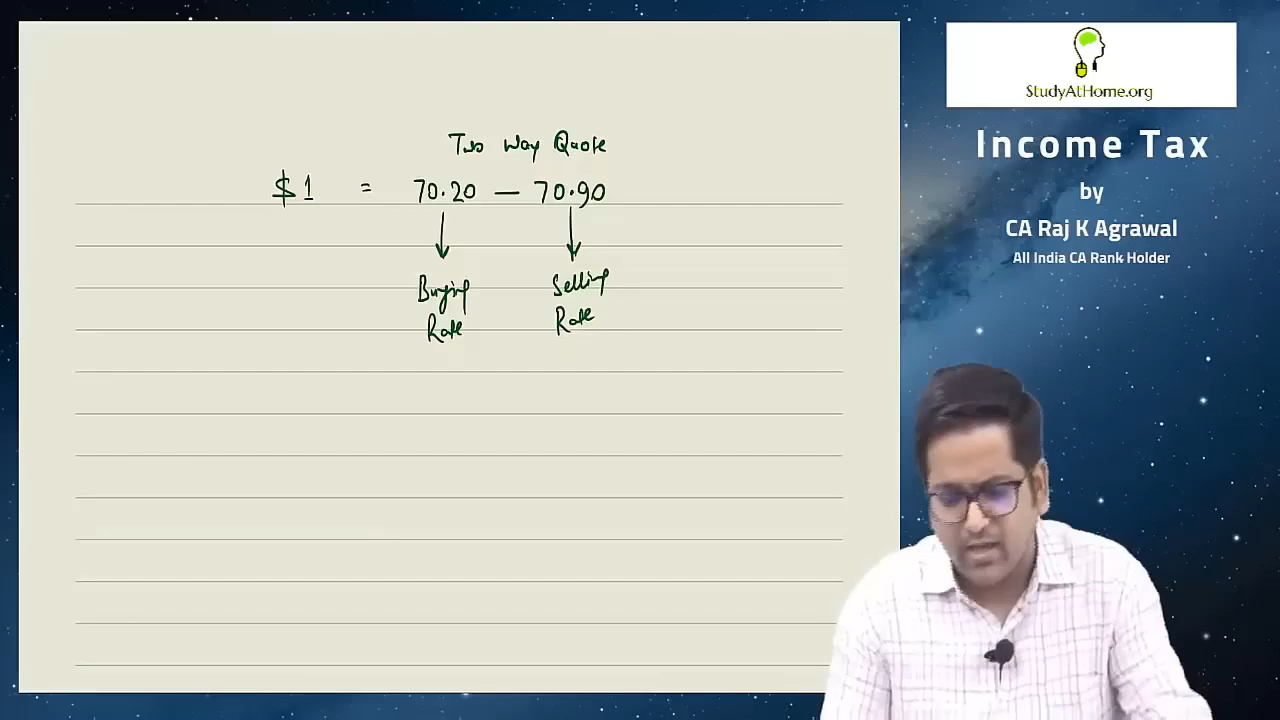 Two Way Quote
$1 = 70.20 — 70.90
Buying Rate
Selling Rate
StudyAtHome.org
Income Tax
by
CA Raj K Agrawal
All India CA Rank Holder